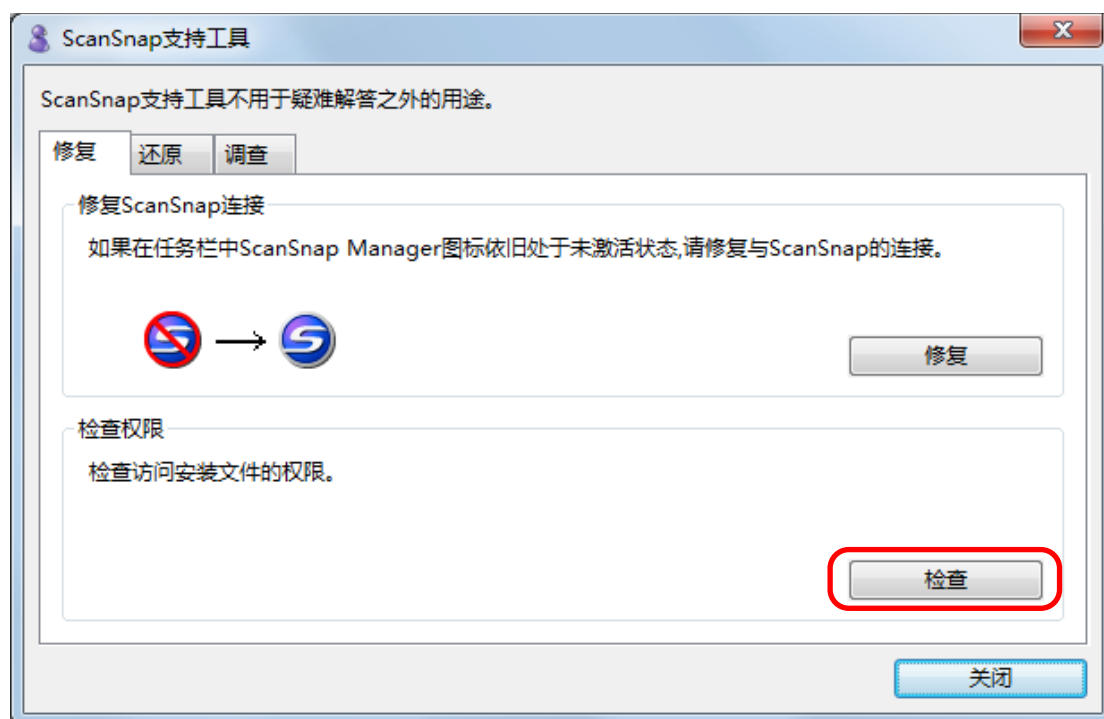 ScanSnap支持工具
ScanSnap支持工具不用于疑难解答之外的用途。
修复 还原 调查
修复ScanSnap连接
如果在任务栏中ScanSnap Manager图标依旧处于未激活状态,请修复与ScanSnap的连接。
修复
检查权限
检查访问安装文件的权限。
检查
关闭